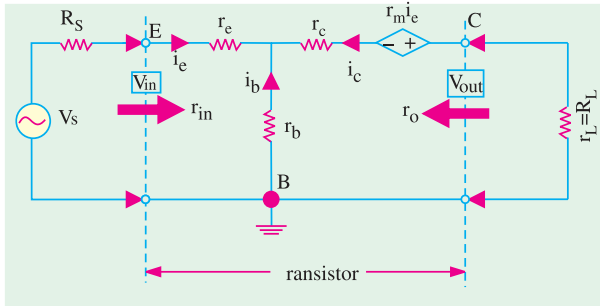 R_S
E
r_e
r_c
r_m i_e
C
i_e
i_c
V_in
i_b
V_out
V_S
r_in
r_b
r_o
r_L=R_L
B
ransistor